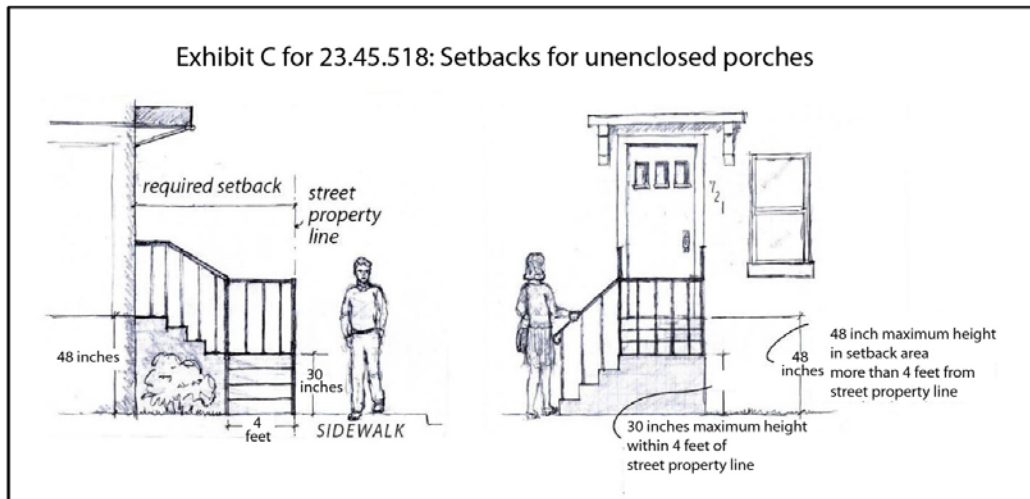 Exhibit C for 23.45.518: Setbacks for unenclosed porches
required setback
street
property
line
48 inches
30
inches
4
feet
SIDEWALK
721
48
inches
48 inch maximum height
in setback area
more than 4 feet from
street property line
30 inches maximum height
within 4 feet of
street property line